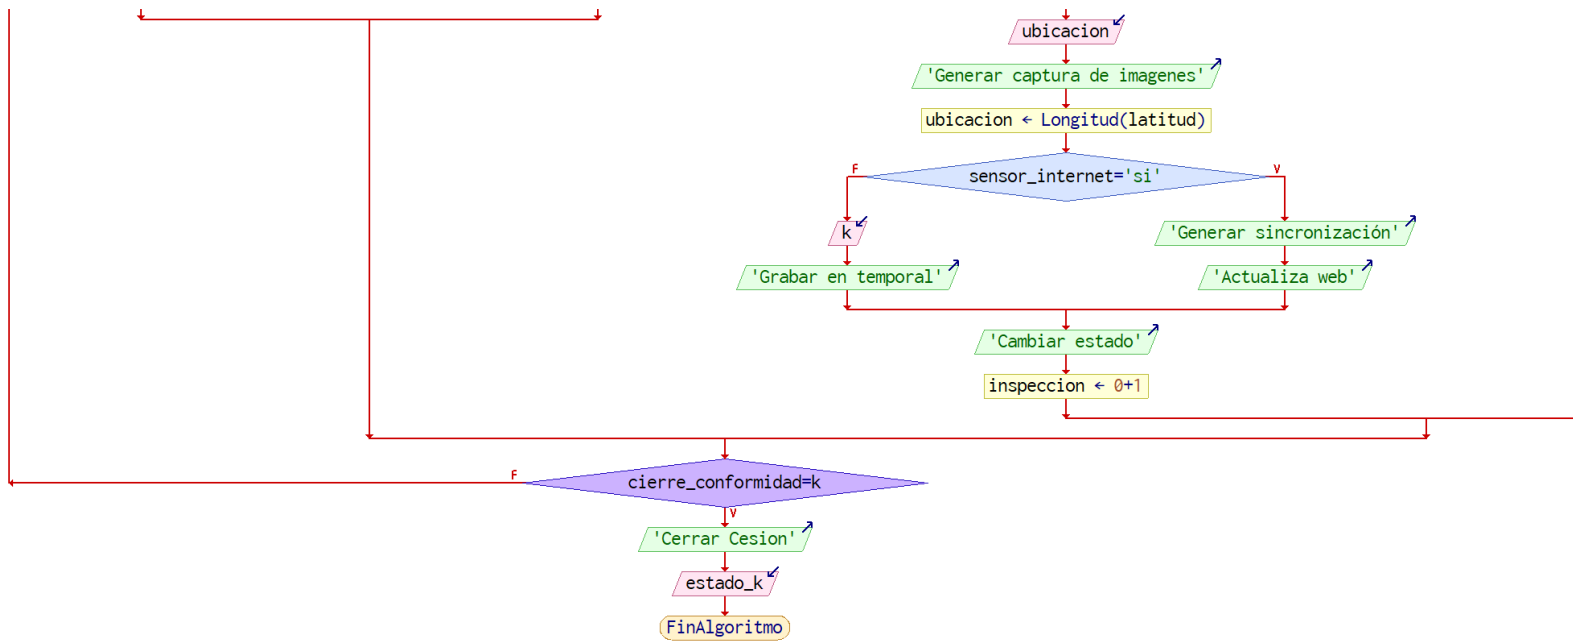 ubicacion
'Generar captura de imagenes'
ubicacion ← Longitud(latitud)
F
V
sensor_internet='si'
k
'Generar sincronización'
'Grabar en temporal'
'Actualiza web'
'Cambiar estado'
inspeccion ← 0+1
F
cierre_conformidad=k
V
'Cerrar Cesion'
estado_k
FinAlgoritmo